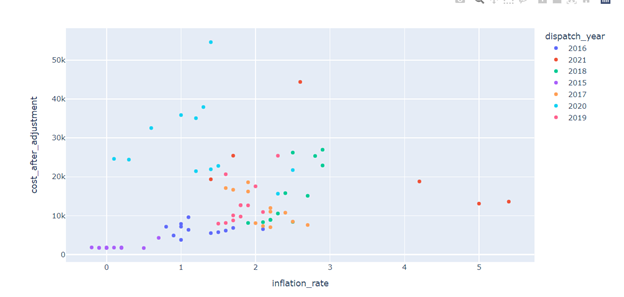 dispatch_year
2016
2021
2018
2015
2017
2020
2019
cost_after_adjustment
50k
40k
30k
20k
10k
0
0 1 2 3 4 5
inflation_rate